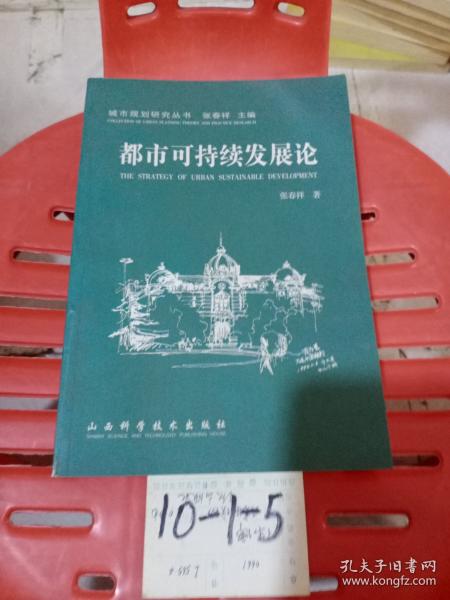 城市规划研究丛书 张春祥 主编
COLLECTION OF URBAN PLANNING THEORY AND PRACTICE RESEARCH
都市可持续发展论
THE STRATEGY OF URBAN SUSTAINABLE DEVELOPMENT
张春祥 著
山西科学技术出版社
SHANXI SCIENCE AND TECHNOLOGY PUBLISHING HOUSE
10-1-5
1990
孔夫子旧书网
www.kongfz.com